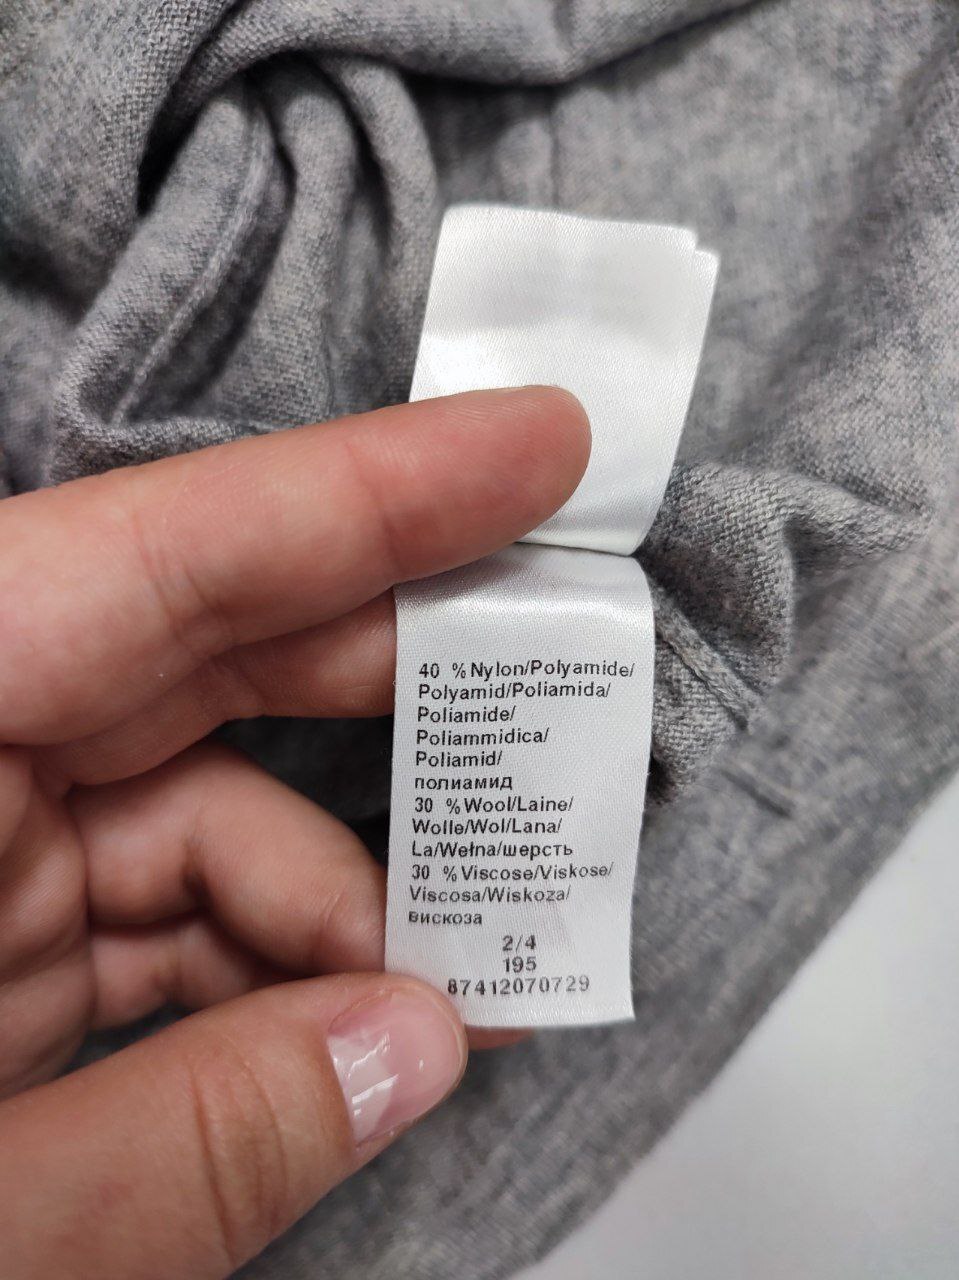 40 % Nylon/Polyamide/
Polyamid/Poliamida/
Poliamide/
Poliammidica/
Poliamid/
полиамид
30 % Wool/Laine/
Wolle/Wol/Lana/
La/Wełna/шерсть
30 % Viscose/Viskose/
Viscosa/Wiskoza/
вискоза
2/4
195
87412070729